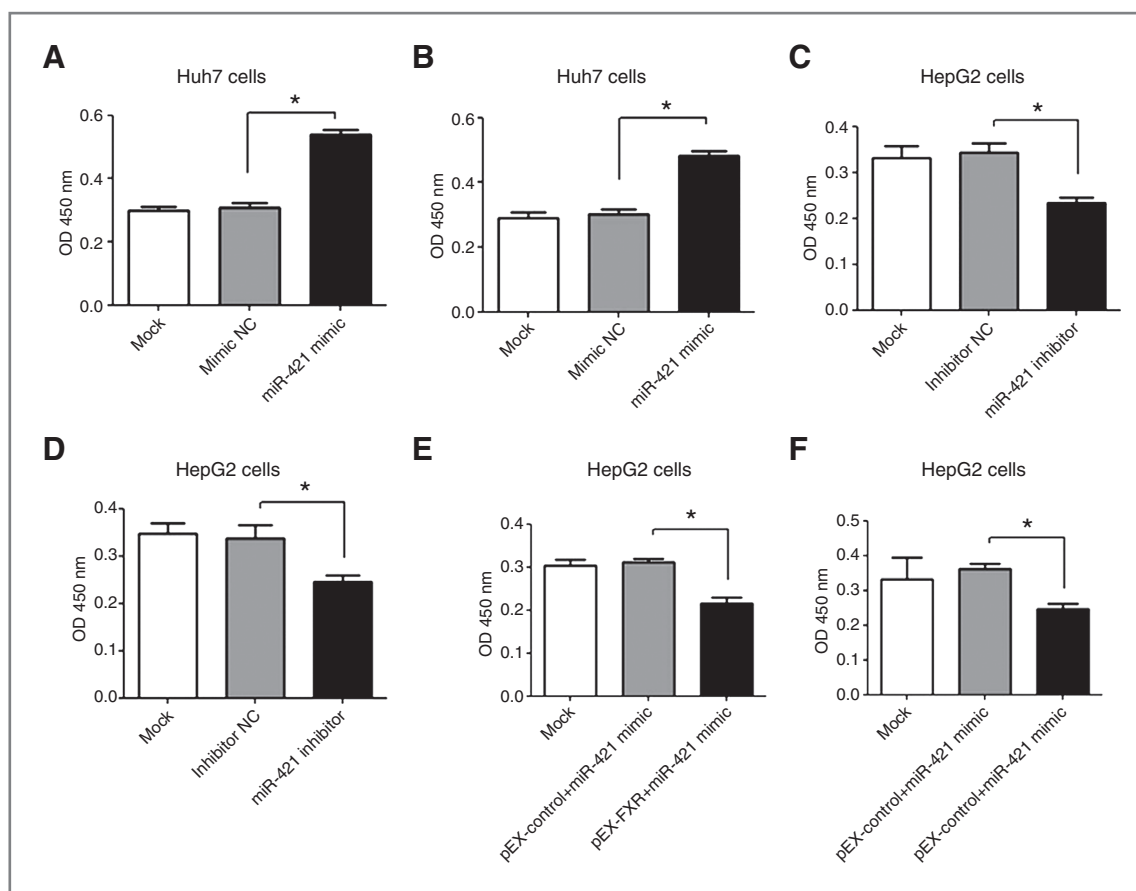 A
Huh7 cells
*
OD 450 nm
0.6
0.4
0.2
0.0
Mock
Mimic NC
miR-421 mimic
B
Huh7 cells
*
OD 450 nm
0.6
0.4
0.2
0.0
Mock
Mimic NC
miR-421 mimic
C
HepG2 cells
*
OD 450 nm
0.4
0.3
0.2
0.1
0.0
Mock
Inhibitor NC
miR-421 inhibitor
D
HepG2 cells
*
OD 450 nm
0.4
0.3
0.2
0.1
0.0
Mock
Inhibitor NC
miR-421 inhibitor
E
HepG2 cells
*
OD 450 nm
0.4
0.3
0.2
0.1
0.0
Mock
pEX-control+miR-421 mimic
pEX-FXR+miR-421 mimic
F
HepG2 cells
*
OD 450 nm
0.5
0.4
0.3
0.2
0.1
0.0
Mock
pEX-control+miR-421 mimic
pEX-control+miR-421 mimic